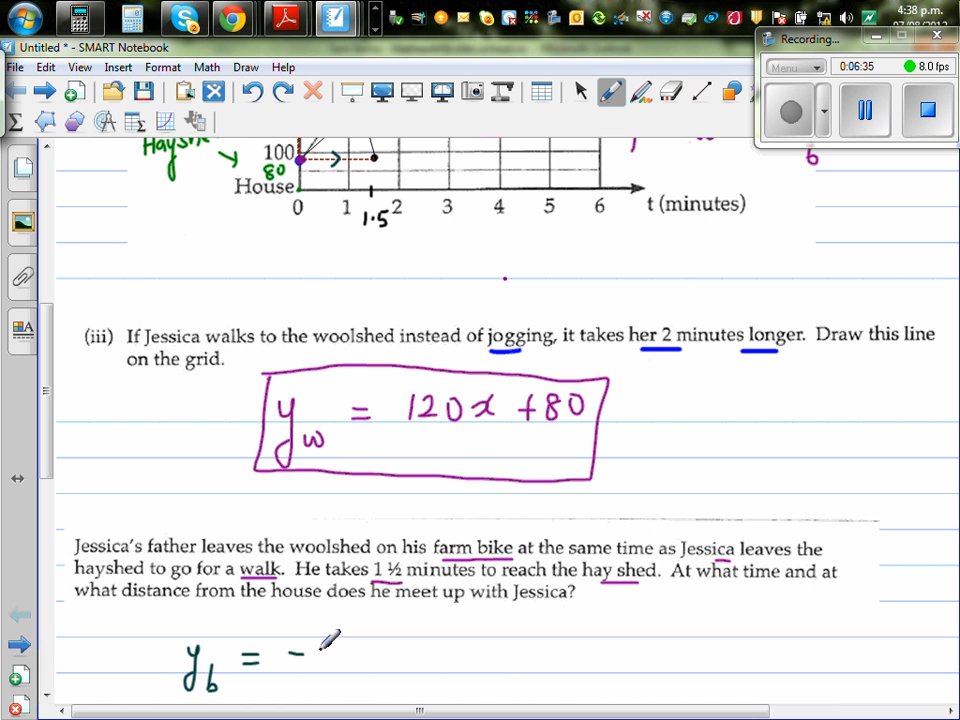 4:38 p.m.
Untitled * - SMART Notebook
Recording...
File Edit View Insert Format Math Draw Help
Menu 0:06:35 8.0 fps
Hayshe
100
80
6
House
0 1 2 3 4 5 6 t (minutes)
1.5
(iii) If Jessica walks to the woolshed instead of jogging, it takes her 2 minutes longer. Draw this line
on the grid.
y w = 120x + 80
Jessica's father leaves the woolshed on his farm bike at the same time as Jessica leaves the
hayshed to go for a walk. He takes 1 ½ minutes to reach the hay shed. At what time and at
what distance from the house does he meet up with Jessica?
y b = -